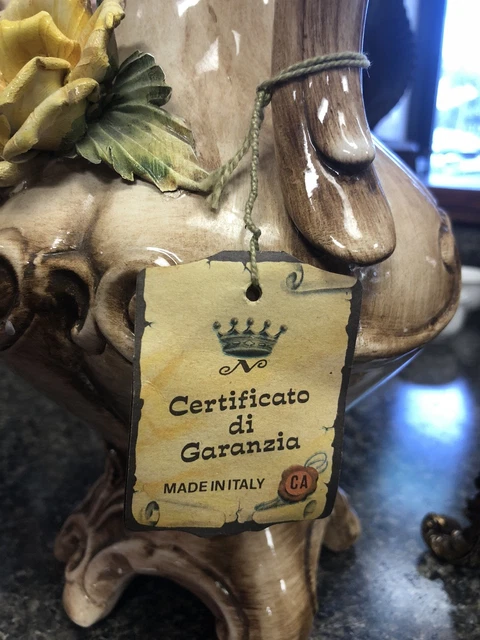 N
Certificato
di
Garanzia
MADE IN ITALY
CA